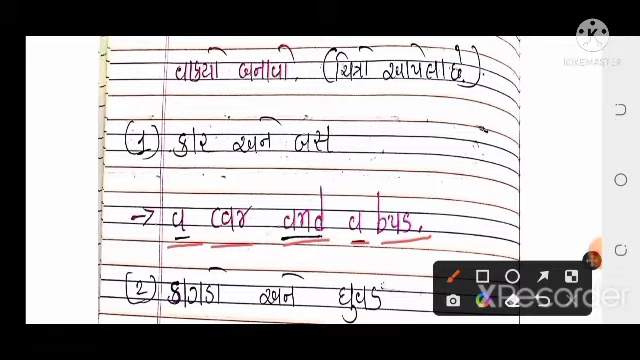 વાક્યો બનાવો. (ચિત્રો આપેલા છે).
(1) કાર અને બસ
→ a car and a bus.
(2) કાગડો અને ઘુવડ
KINEMASTER
XRecorder